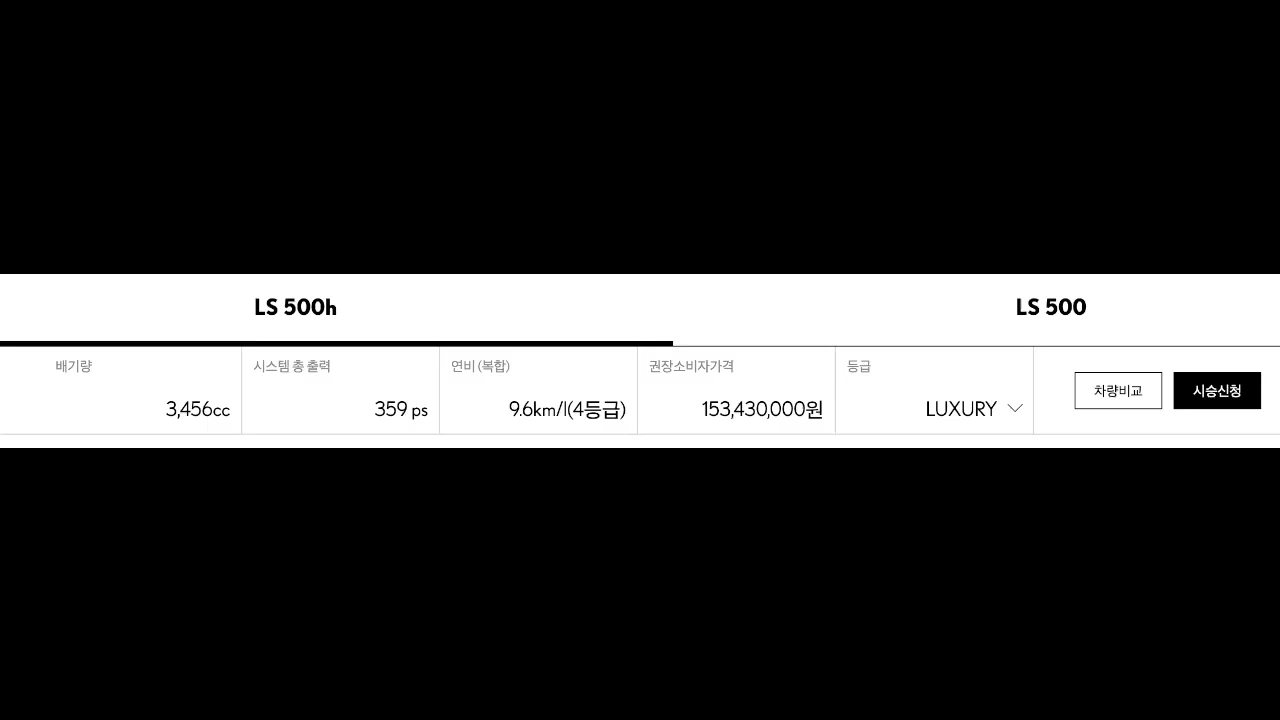 LS 500h
LS 500
배기량
3,456cc
시스템 총 출력
359 ps
연비 (복합)
9.6km/l(4등급)
권장소비자가격
153,430,000원
등급
LUXURY
차량비교
시승신청